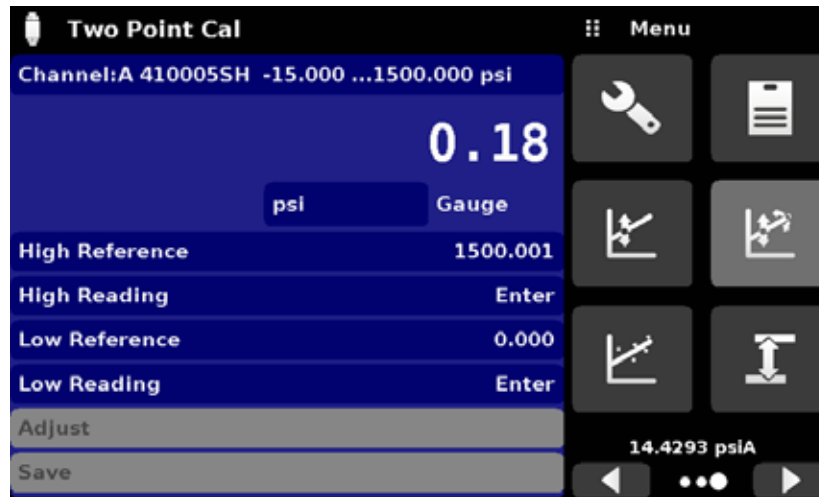 Two Point Cal
Menu
Channel:A 410005SH -15.000 ...1500.000 psi
0.18
psi Gauge
High Reference 1500.001
High Reading Enter
Low Reference 0.000
Low Reading Enter
Adjust
Save
14.4293 psiA